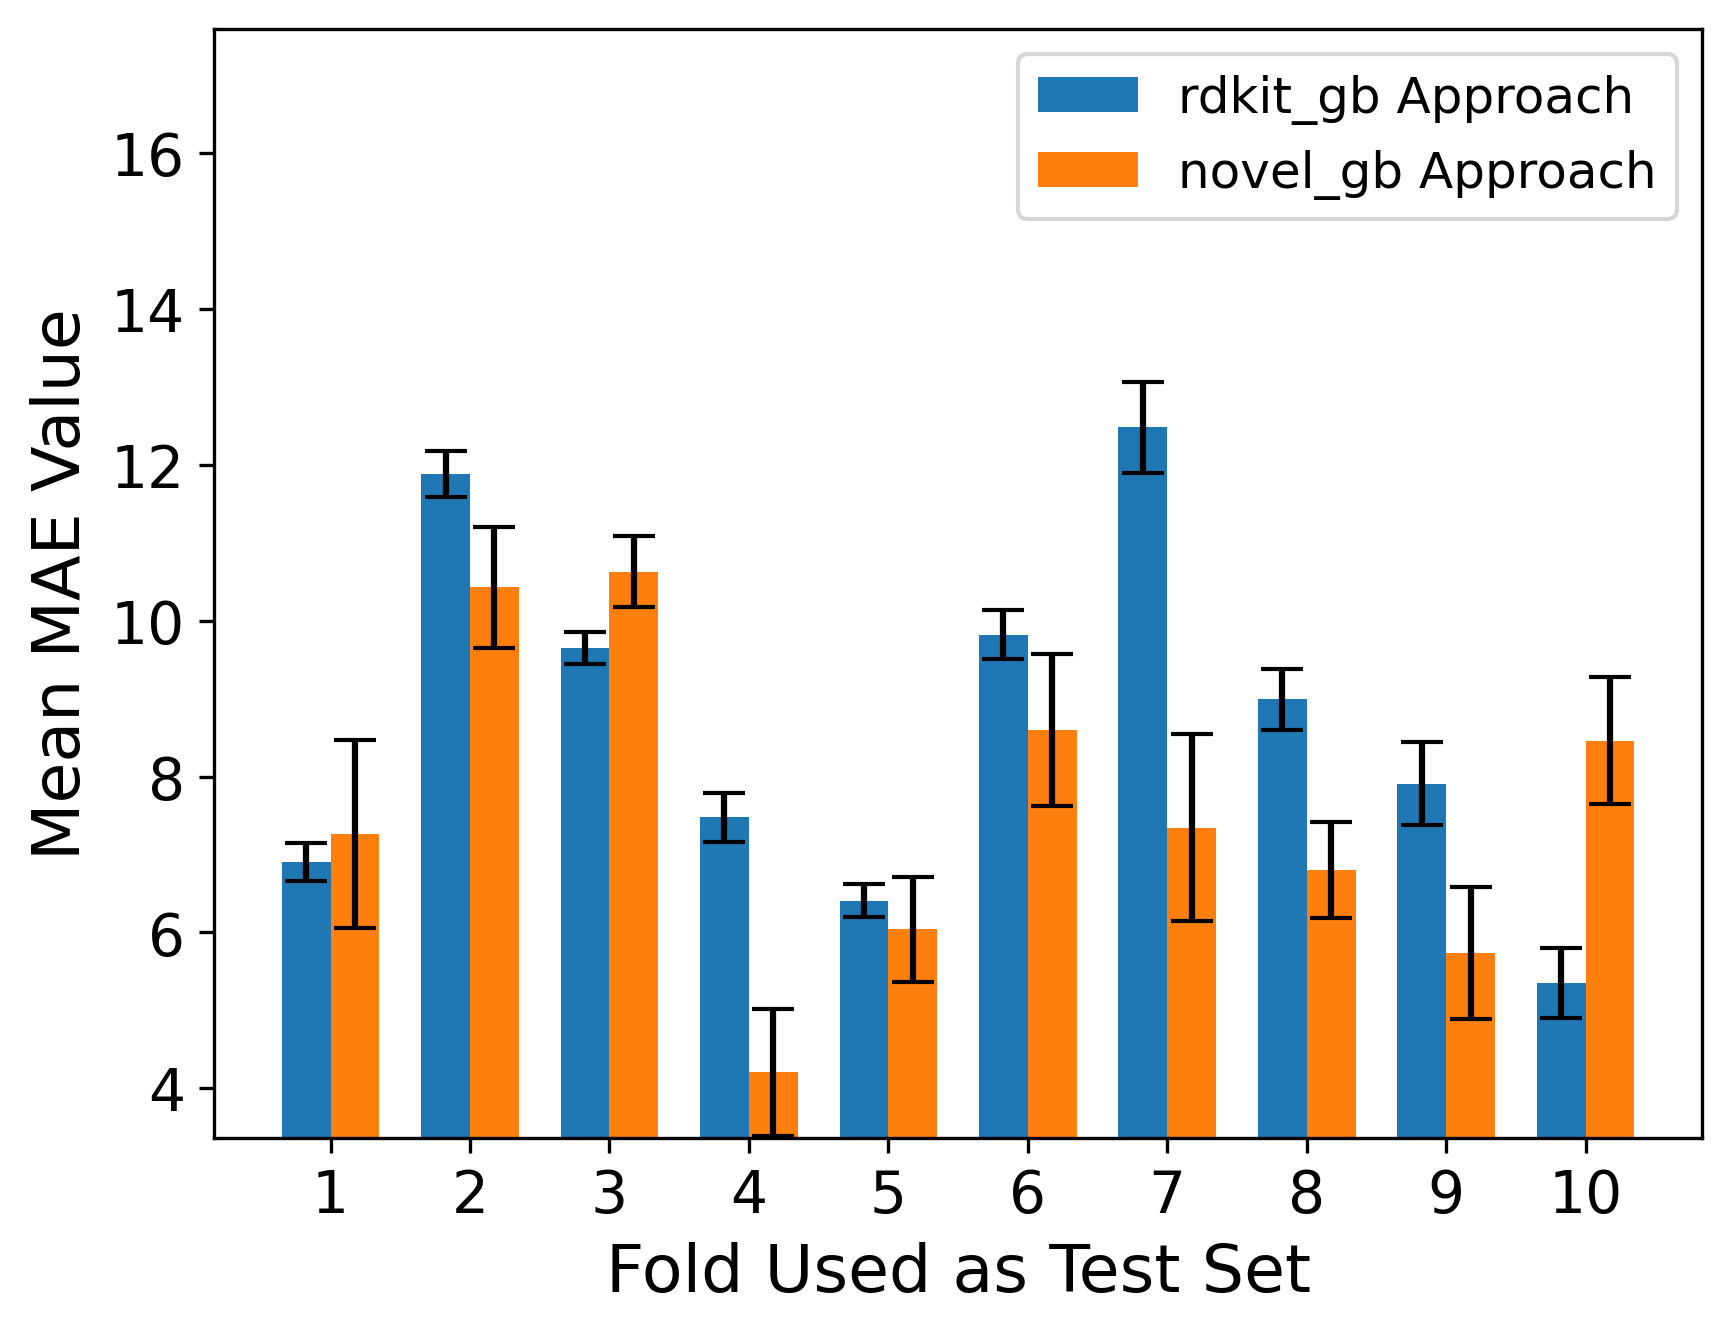 rdkit_gb Approach
novel_gb Approach
Mean MAE Value
16
14
12
10
8
6
4
1 2 3 4 5 6 7 8 9 10
Fold Used as Test Set